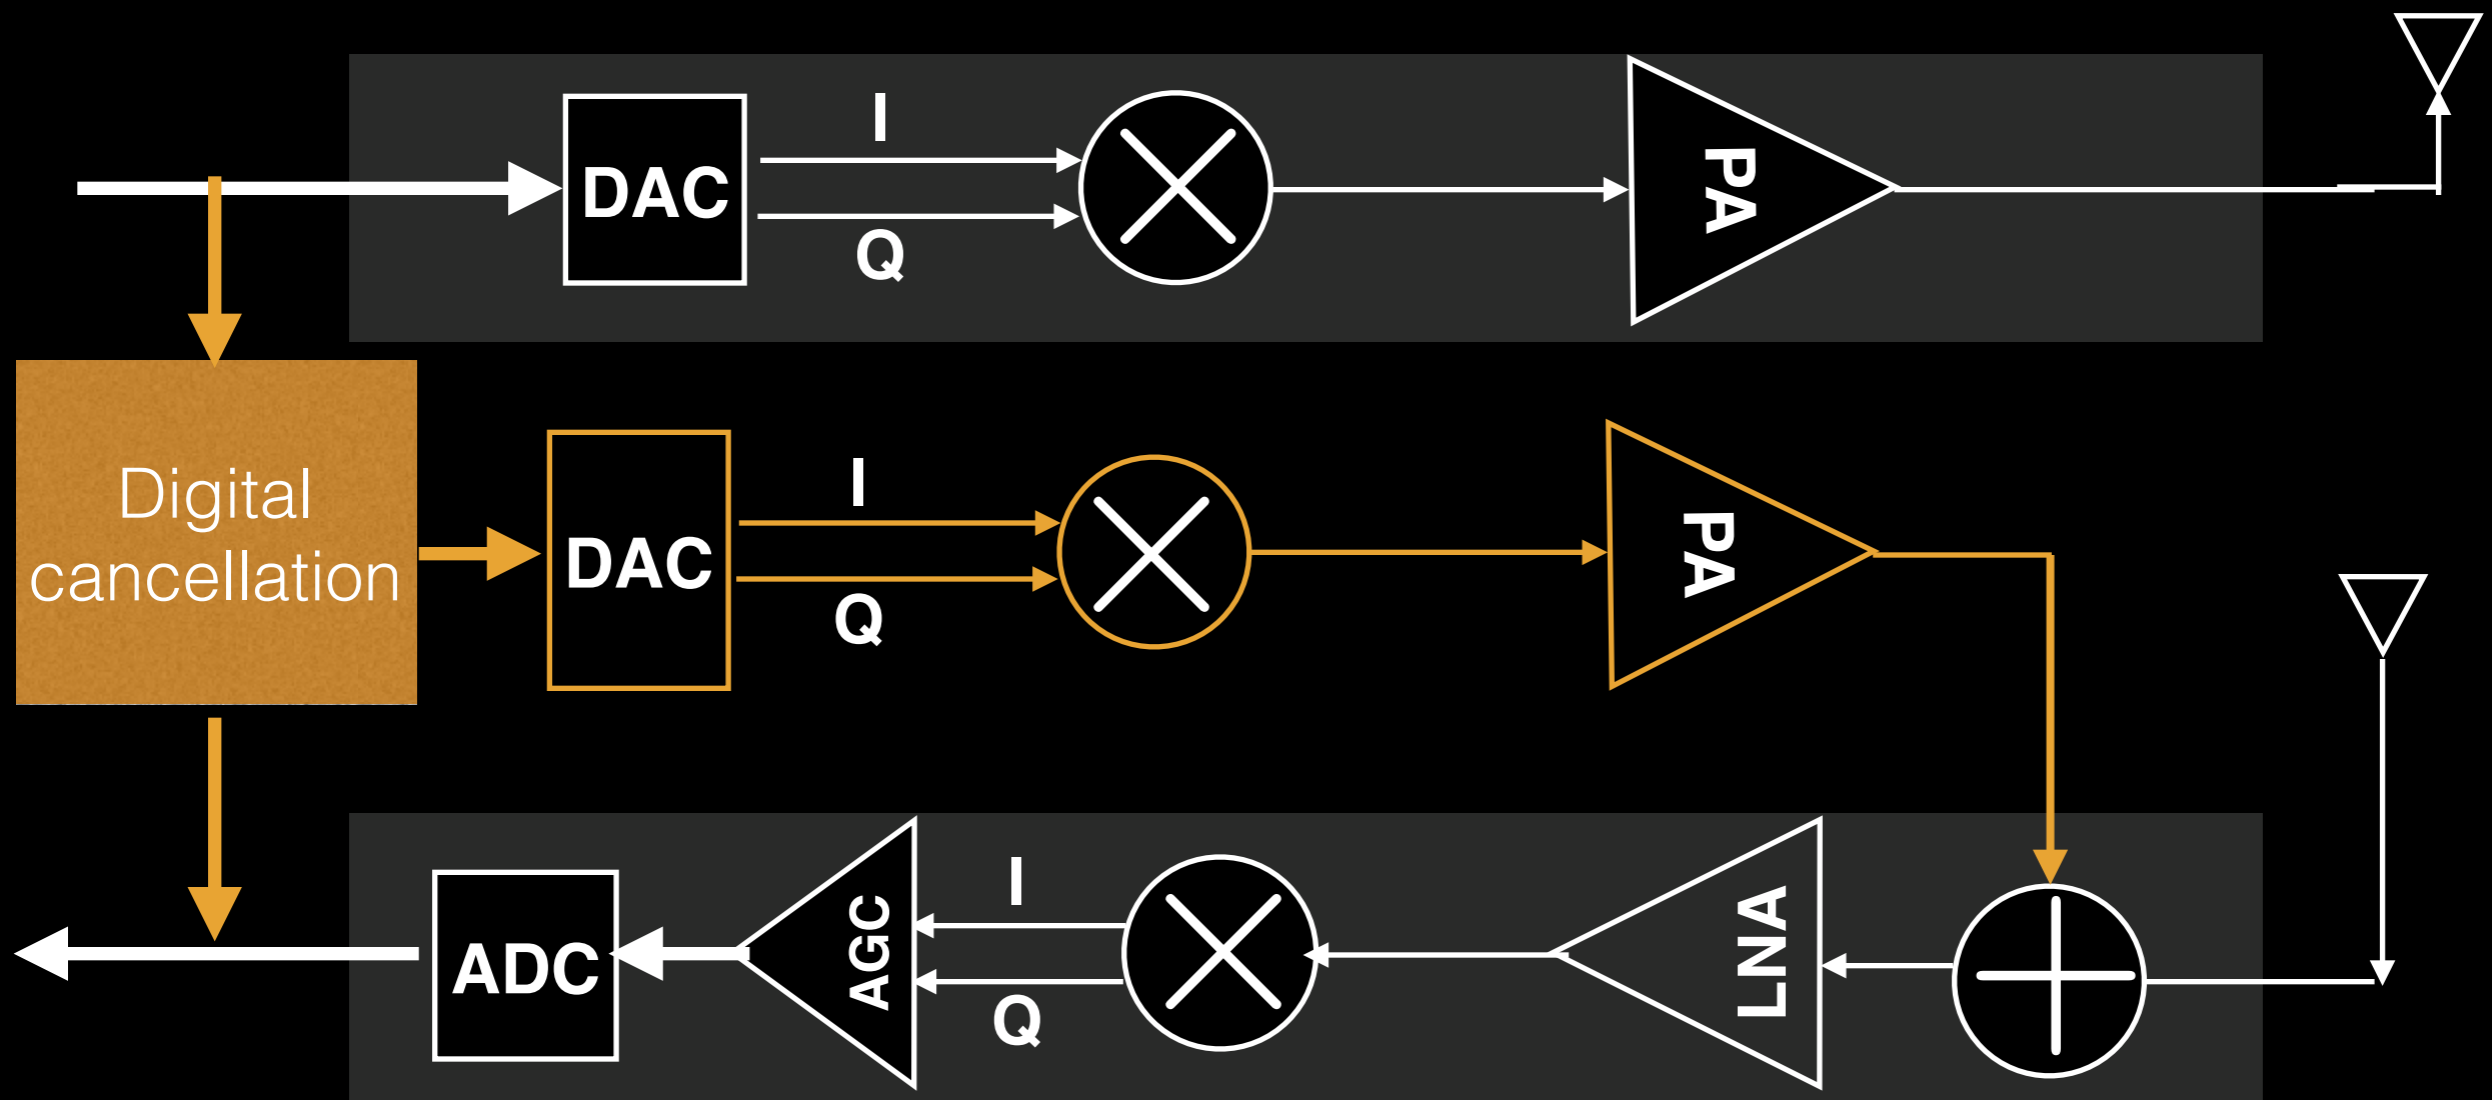 I
DAC
PA
Q
Digital
cancellation
I
DAC
PA
Q
I
AGC
LNA
ADC
Q